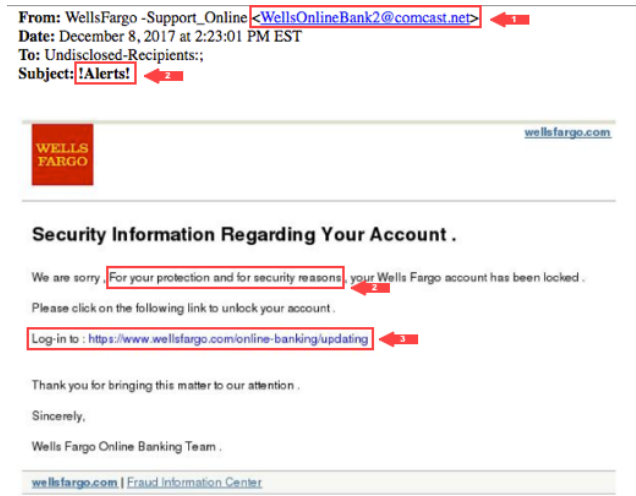 From: WellsFargo -Support_Online <WellsOnlineBank2@comcast.net>
1
Date: December 8, 2017 at 2:23:01 PM EST
To: Undisclosed-Recipients:;
Subject: !Alerts!
2
wellsfargo.com
WELLS
FARGO
Security Information Regarding Your Account .
We are sorry , For your protection and for security reasons , your Wells Fargo account has been locked .
2
Please click on the following link to unlock your account .
Log-in to : https://www.wellsfargo.com/online-banking/updating
3
Thank you for bringing this matter to our attention .
Sincerely,
Wells Fargo Online Banking Team .
wellsfargo.com | Fraud Information Center